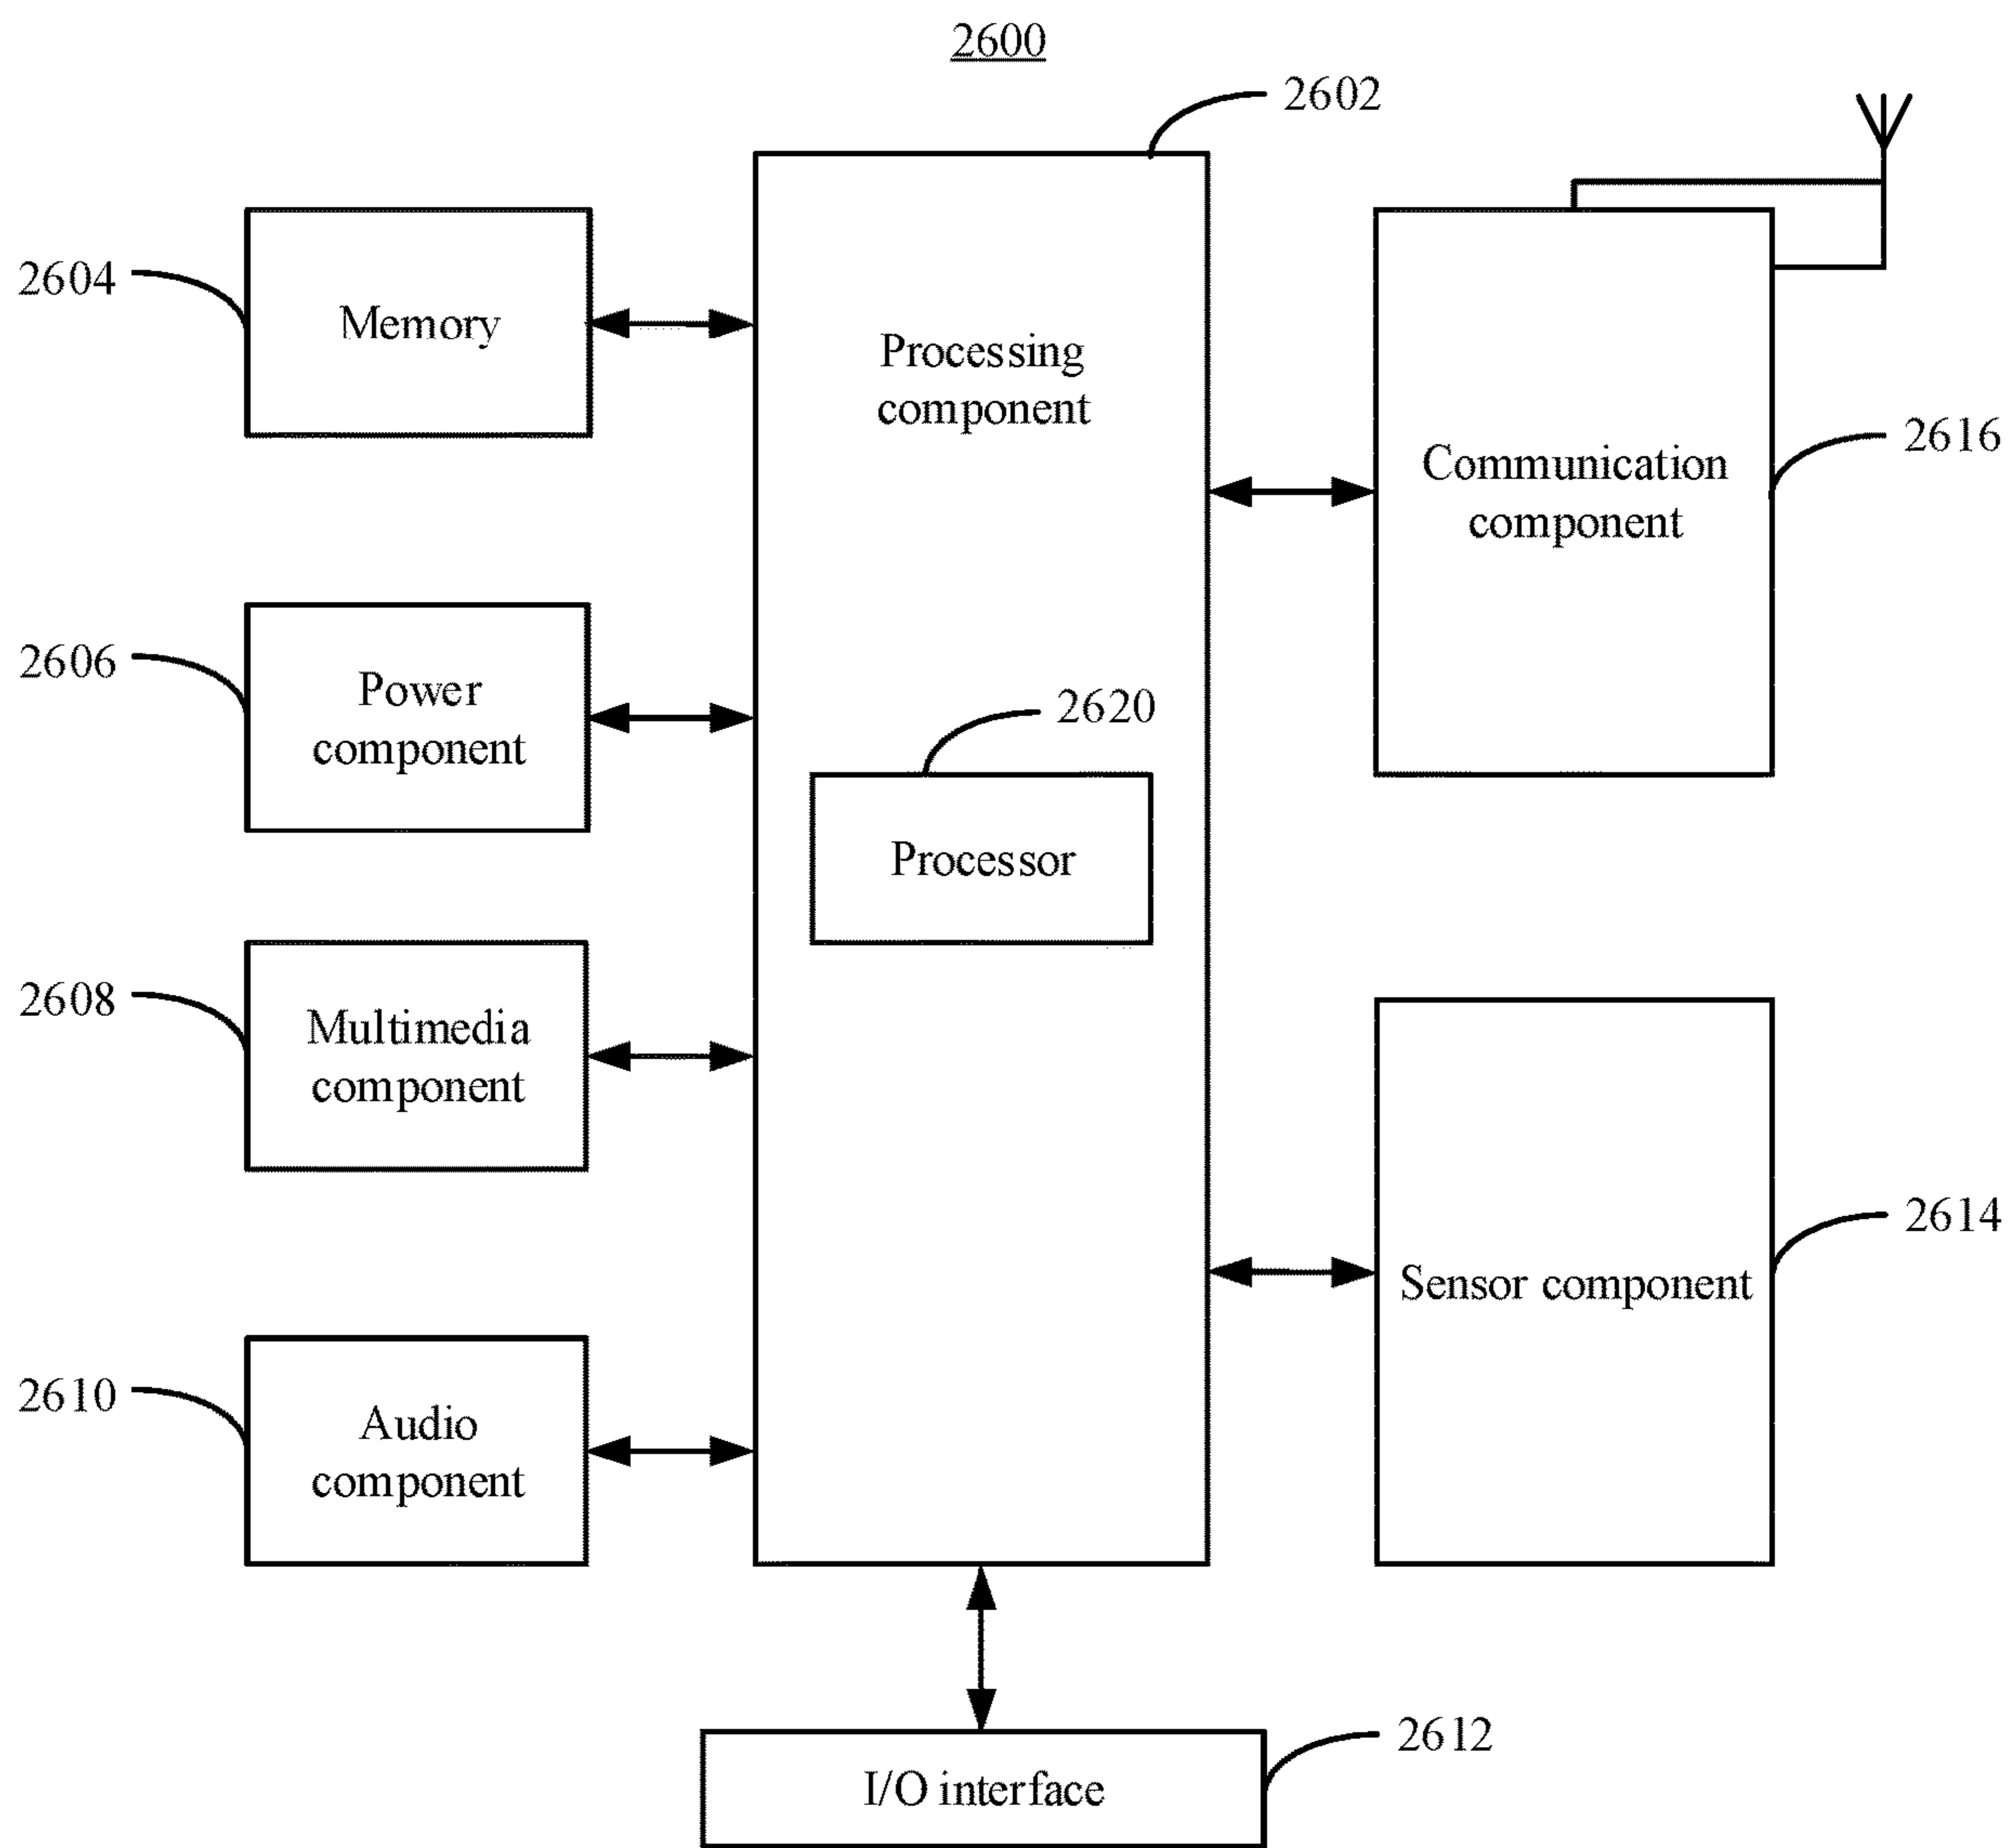 2600
2602
2604
Memory
Processing
component
Communication
component
2616
2606
Power
component
2620
Processor
2608
Multimedia
component
2614
Sensor component
2610
Audio
component
2612
I/O interface